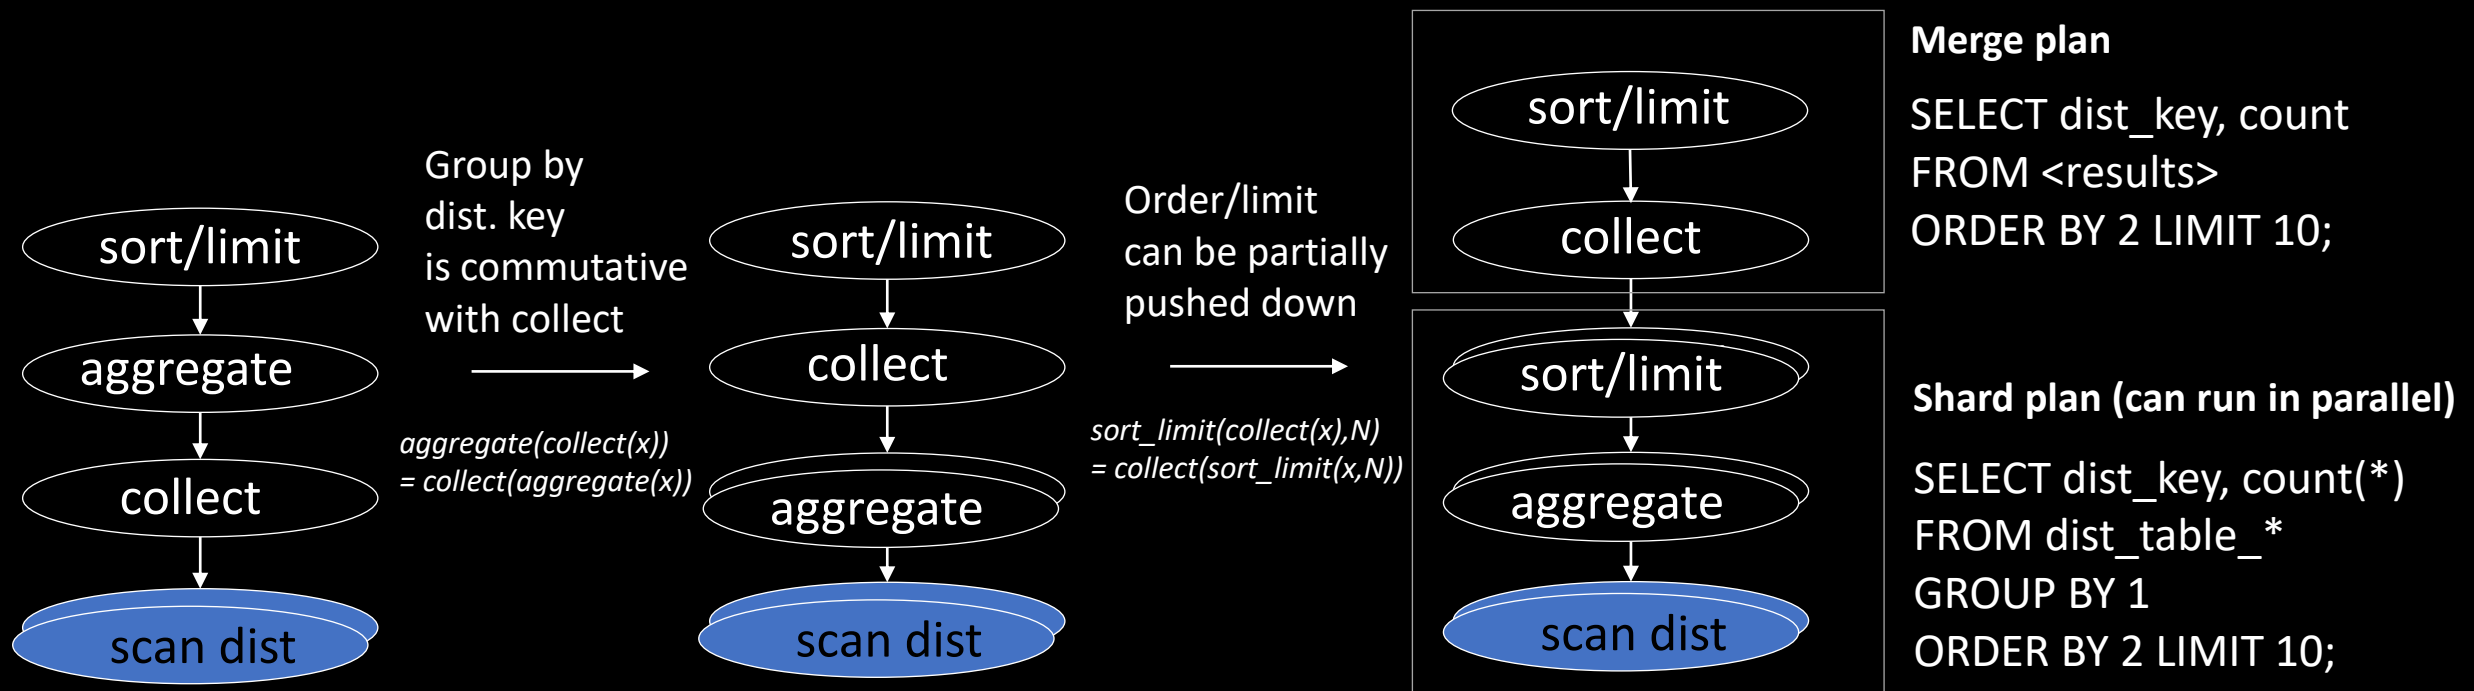 sort/limit
aggregate
collect
scan dist
Group by
dist. key
is commutative
with collect
aggregate(collect(x))
= collect(aggregate(x))
sort/limit
collect
aggregate
scan dist
Order/limit
can be partially
pushed down
sort_limit(collect(x),N)
= collect(sort_limit(x,N))
sort/limit
collect
sort/limit
aggregate
scan dist
Merge plan
SELECT dist_key, count
FROM <results>
ORDER BY 2 LIMIT 10;
Shard plan (can run in parallel)
SELECT dist_key, count(*)
FROM dist_table_*
GROUP BY 1
ORDER BY 2 LIMIT 10;